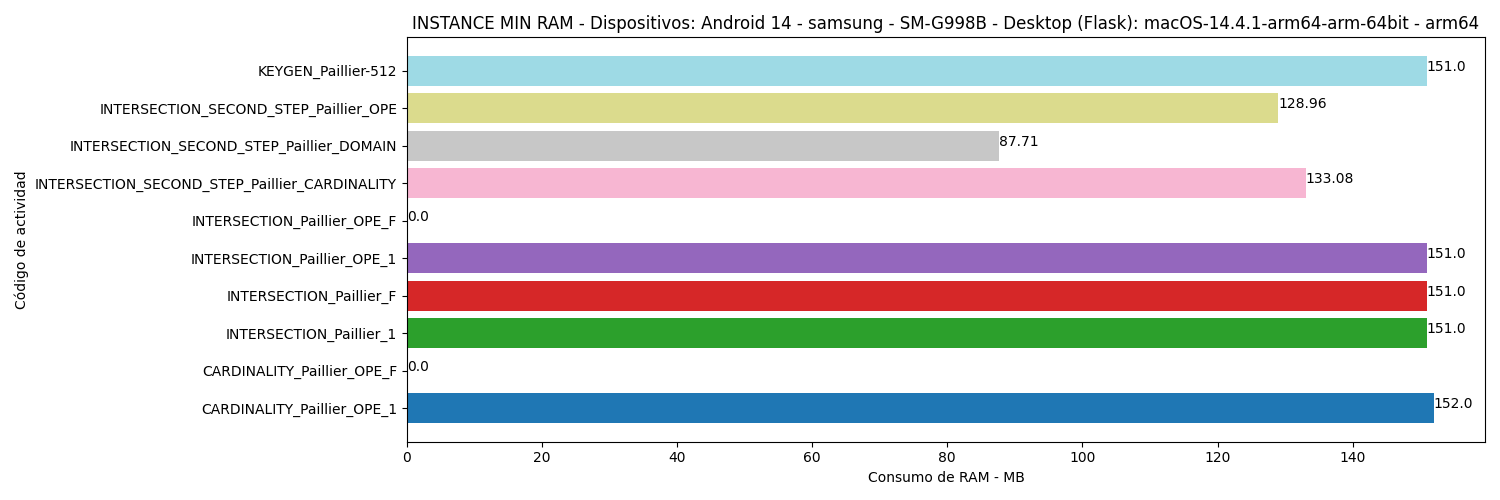 INSTANCE MIN RAM - Dispositivos: Android 14 - samsung - SM-G998B - Desktop (Flask): macOS-14.4.1-arm64-arm-64bit - arm64
Código de actividad
KEYGEN_Paillier-512 151.0
INTERSECTION_SECOND_STEP_Paillier_OPE 128.96
INTERSECTION_SECOND_STEP_Paillier_DOMAIN 87.71
INTERSECTION_SECOND_STEP_Paillier_CARDINALITY 133.08
INTERSECTION_Paillier_OPE_F 0.0
INTERSECTION_Paillier_OPE_1 151.0
INTERSECTION_Paillier_F 151.0
INTERSECTION_Paillier_1 151.0
CARDINALITY_Paillier_OPE_F 0.0
CARDINALITY_Paillier_OPE_1 152.0
0 20 40 60 80 100 120 140
Consumo de RAM - MB